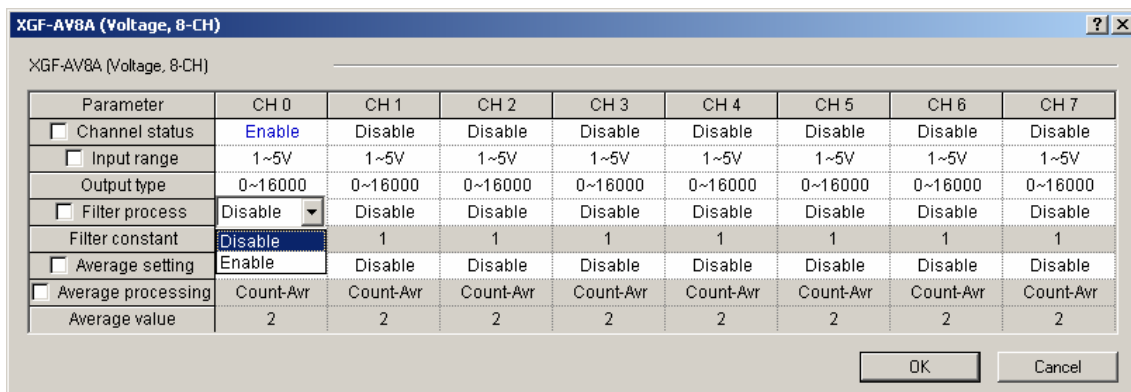 XGF-AV8A (Voltage, 8-CH)
XGF-AV8A (Voltage, 8-CH)
Parameter CH 0 CH 1 CH 2 CH 3 CH 4 CH 5 CH 6 CH 7
Channel status Enable Disable Disable Disable Disable Disable Disable Disable
Input range 1~5V 1~5V 1~5V 1~5V 1~5V 1~5V 1~5V 1~5V
Output type 0~16000 0~16000 0~16000 0~16000 0~16000 0~16000 0~16000 0~16000
Filter process Disable Disable Disable Disable Disable Disable Disable Disable
Filter constant Disable 1 1 1 1 1 1 1
Average setting Enable Disable Disable Disable Disable Disable Disable Disable
Average processing Count-Avr Count-Avr Count-Avr Count-Avr Count-Avr Count-Avr Count-Avr Count-Avr
Average value 2 2 2 2 2 2 2 2
OK Cancel